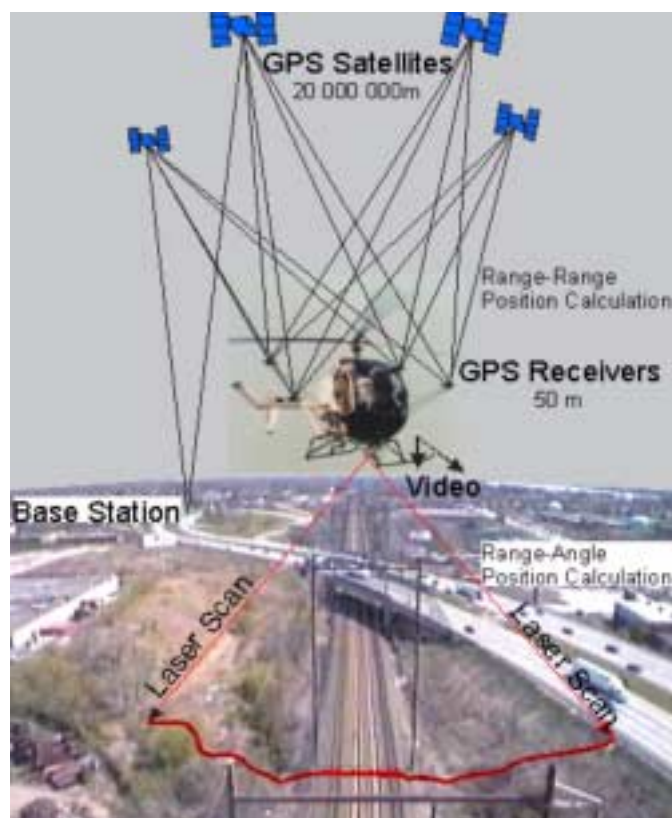 GPS Satellites
20 000 000m
Range-Range
Position Calculation
GPS Receivers
50 m
Video
Base Station
Range-Angle
Position Calculation
Laser Scan
Laser Scan